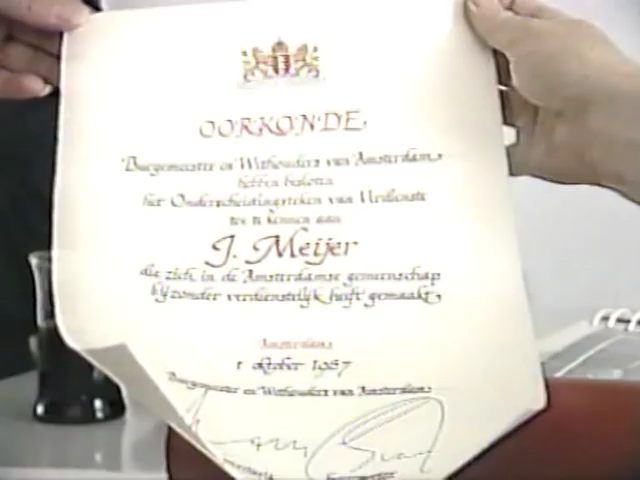 OORKONDE
Burgemeester en Wethouders van Amsterdam
hebben besloten
het Onderscheidingsteken van Verdienste
toe te kennen aan
J. Meijer
die zich in de Amsterdamse gemeenschap
bijzonder verdienstelijk heeft gemaakt
Amsterdam
1 oktober 1987
Burgemeester en Wethouders van Amsterdam